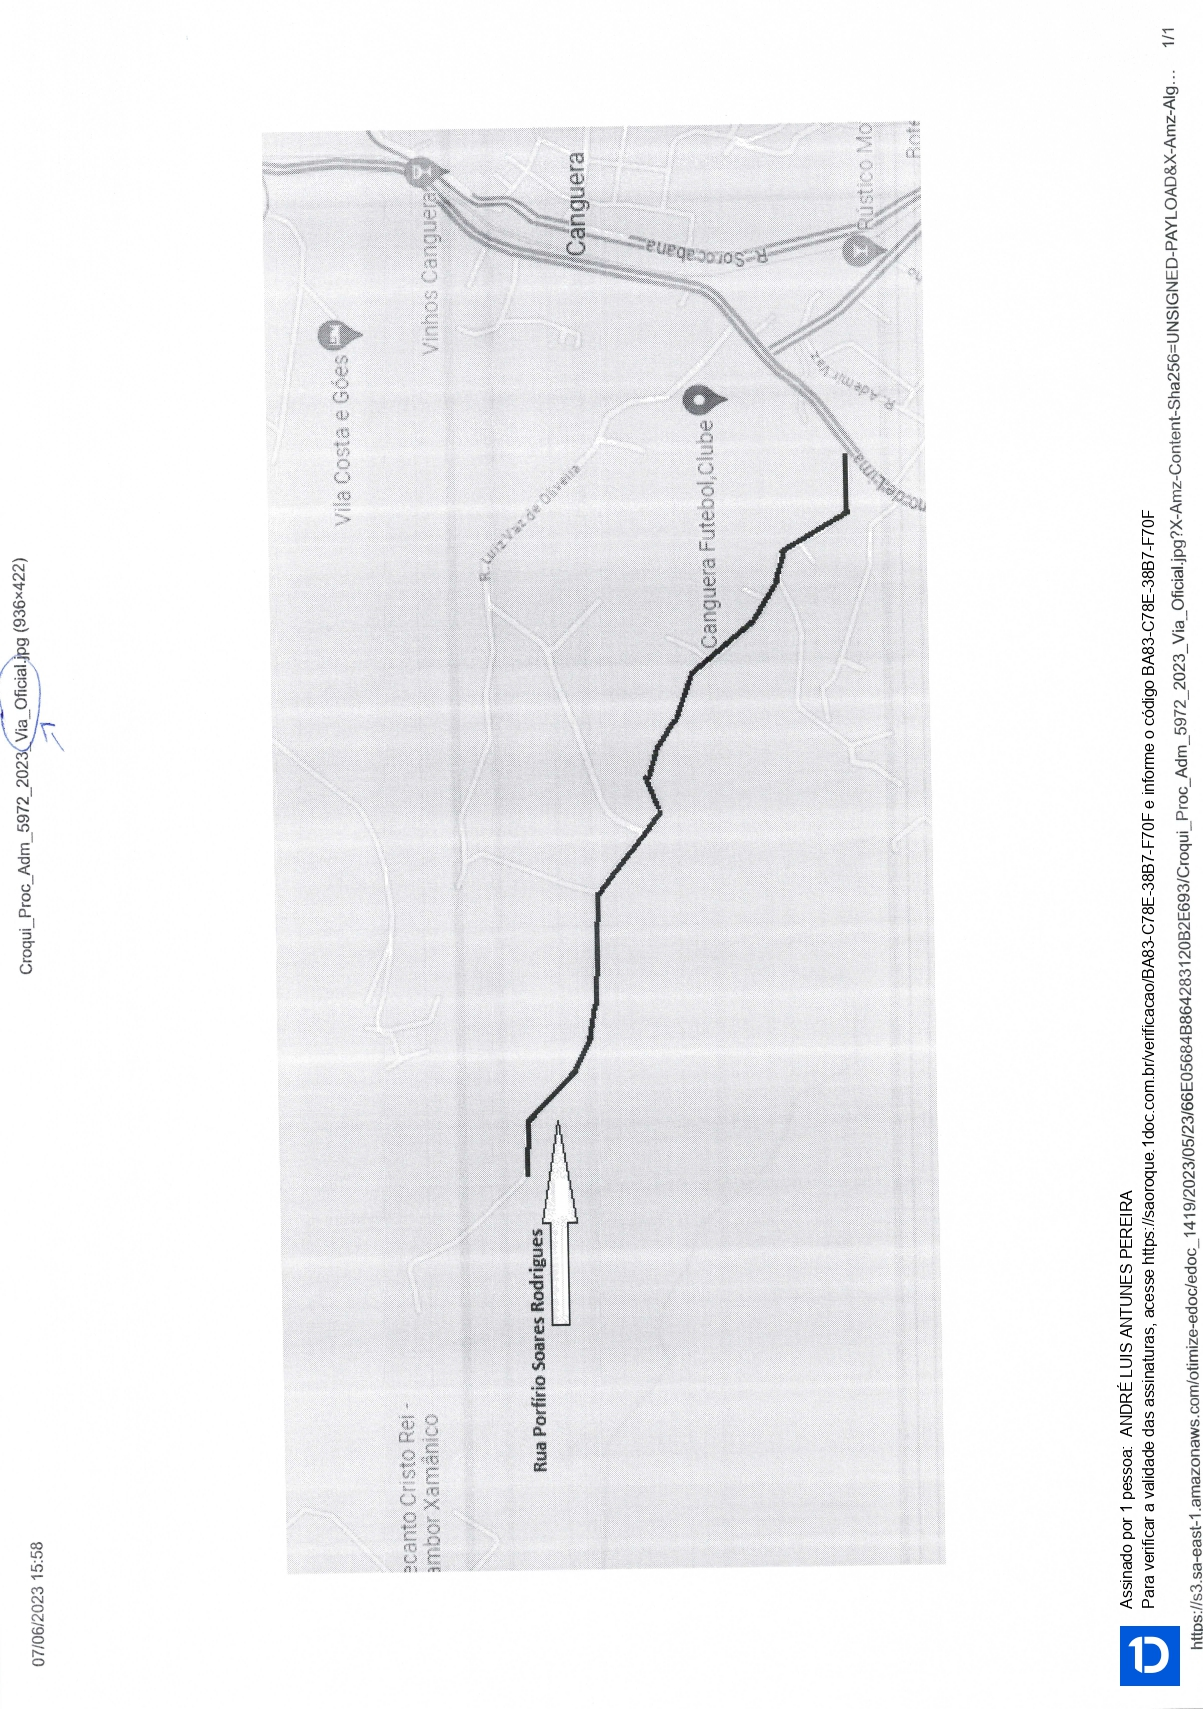 07/06/2023 15:58
Croqui_Proc_Adm_5972_2023_Via_Oficial.jpg (936×422)
ecanto Cristo Rei -
ambor Xamânico
Rua Porfírio Soares Rodrigues
Vila Costa e Góes
Vinhos Canguera
R. Luiz Vaz de Oliveira
Canguera
R. Sorocabana
Canguera Futebol Clube
R. Ademir Vaz
Rústico Mo
Assinado por 1 pessoa: ANDRÉ LUIS ANTUNES PEREIRA
Para verificar a validade das assinaturas, acesse https://saoroque.1doc.com.br/verificacao/BA83-C78E-38B7-F70F e informe o código BA83-C78E-38B7-F70F
https://s3.sa-east-1.amazonaws.com/otimize-edoc/edoc_1419/2023/05/23/66E05684B864283120B2E693/Croqui_Proc_Adm_5972_2023_Via_Oficial.jpg?X-Amz-Content-Sha256=UNSIGNED-PAYLOAD&X-Amz-Alg...
1/1